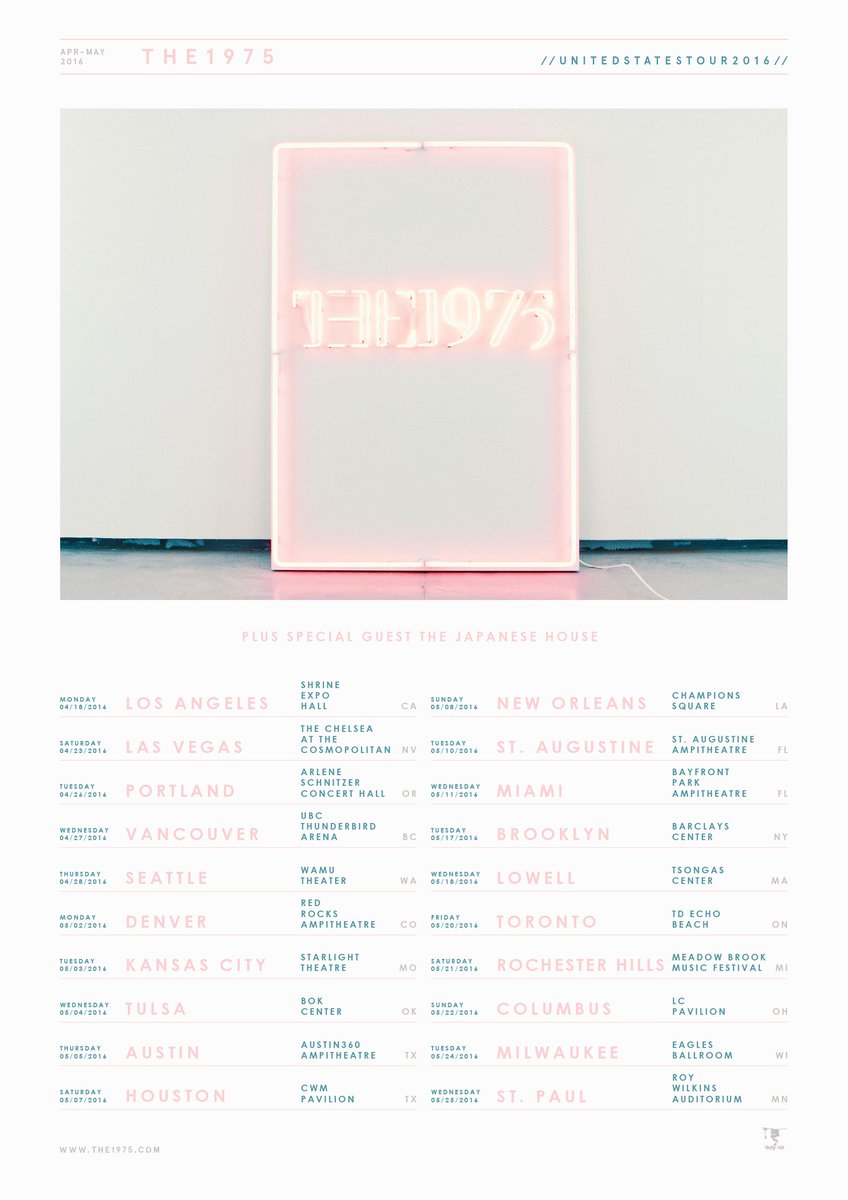 APR-MAY
2016
THE1975
//UNITEDSTATESTOUR2016//
THE1975
PLUS SPECIAL GUEST THE JAPANESE HOUSE
MONDAY
04/18/2016
LOS ANGELES
SHRINE
EXPO
HALL
CA
SATURDAY
04/23/2016
LAS VEGAS
THE CHELSEA
AT THE
COSMOPOLITAN
NV
TUESDAY
04/26/2016
PORTLAND
ARLENE
SCHNITZER
CONCERT HALL
OR
WEDNESDAY
04/27/2016
VANCOUVER
UBC
THUNDERBIRD
ARENA
BC
THURSDAY
04/28/2016
SEATTLE
WAMU
THEATER
WA
MONDAY
05/02/2016
DENVER
RED
ROCKS
AMPITHEATRE
CO
TUESDAY
05/03/2016
KANSAS CITY
STARLIGHT
THEATRE
MO
WEDNESDAY
05/04/2016
TULSA
BOK
CENTER
OK
THURSDAY
05/05/2016
AUSTIN
AUSTIN360
AMPITHEATRE
TX
SATURDAY
05/07/2016
HOUSTON
CWM
PAVILION
TX
SUNDAY
05/08/2016
NEW ORLEANS
CHAMPIONS
SQUARE
LA
TUESDAY
05/10/2016
ST. AUGUSTINE
ST. AUGUSTINE
AMPITHEATRE
FL
WEDNESDAY
05/11/2016
MIAMI
BAYFRONT
PARK
AMPITHEATRE
FL
TUESDAY
05/17/2016
BROOKLYN
BARCLAYS
CENTER
NY
WEDNESDAY
05/18/2016
LOWELL
TSONGAS
CENTER
MA
FRIDAY
05/20/2016
TORONTO
TD ECHO
BEACH
ON
SATURDAY
05/21/2016
ROCHESTER HILLS
MEADOW BROOK
MUSIC FESTIVAL
MI
SUNDAY
05/22/2016
COLUMBUS
LC
PAVILION
OH
TUESDAY
05/24/2016
MILWAUKEE
EAGLES
BALLROOM
WI
WEDNESDAY
05/25/2016
ST. PAUL
ROY
WILKINS
AUDITORIUM
MN
WWW.THE1975.COM